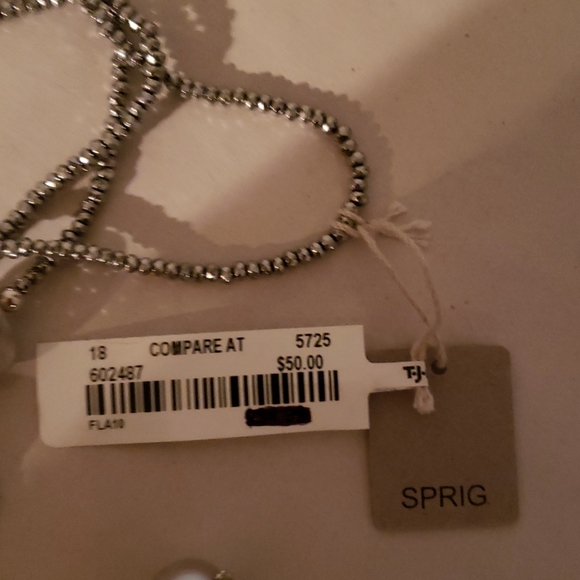 18 COMPARE AT 5725
602487 $50.00
FLA10
T.J.
SPRIG